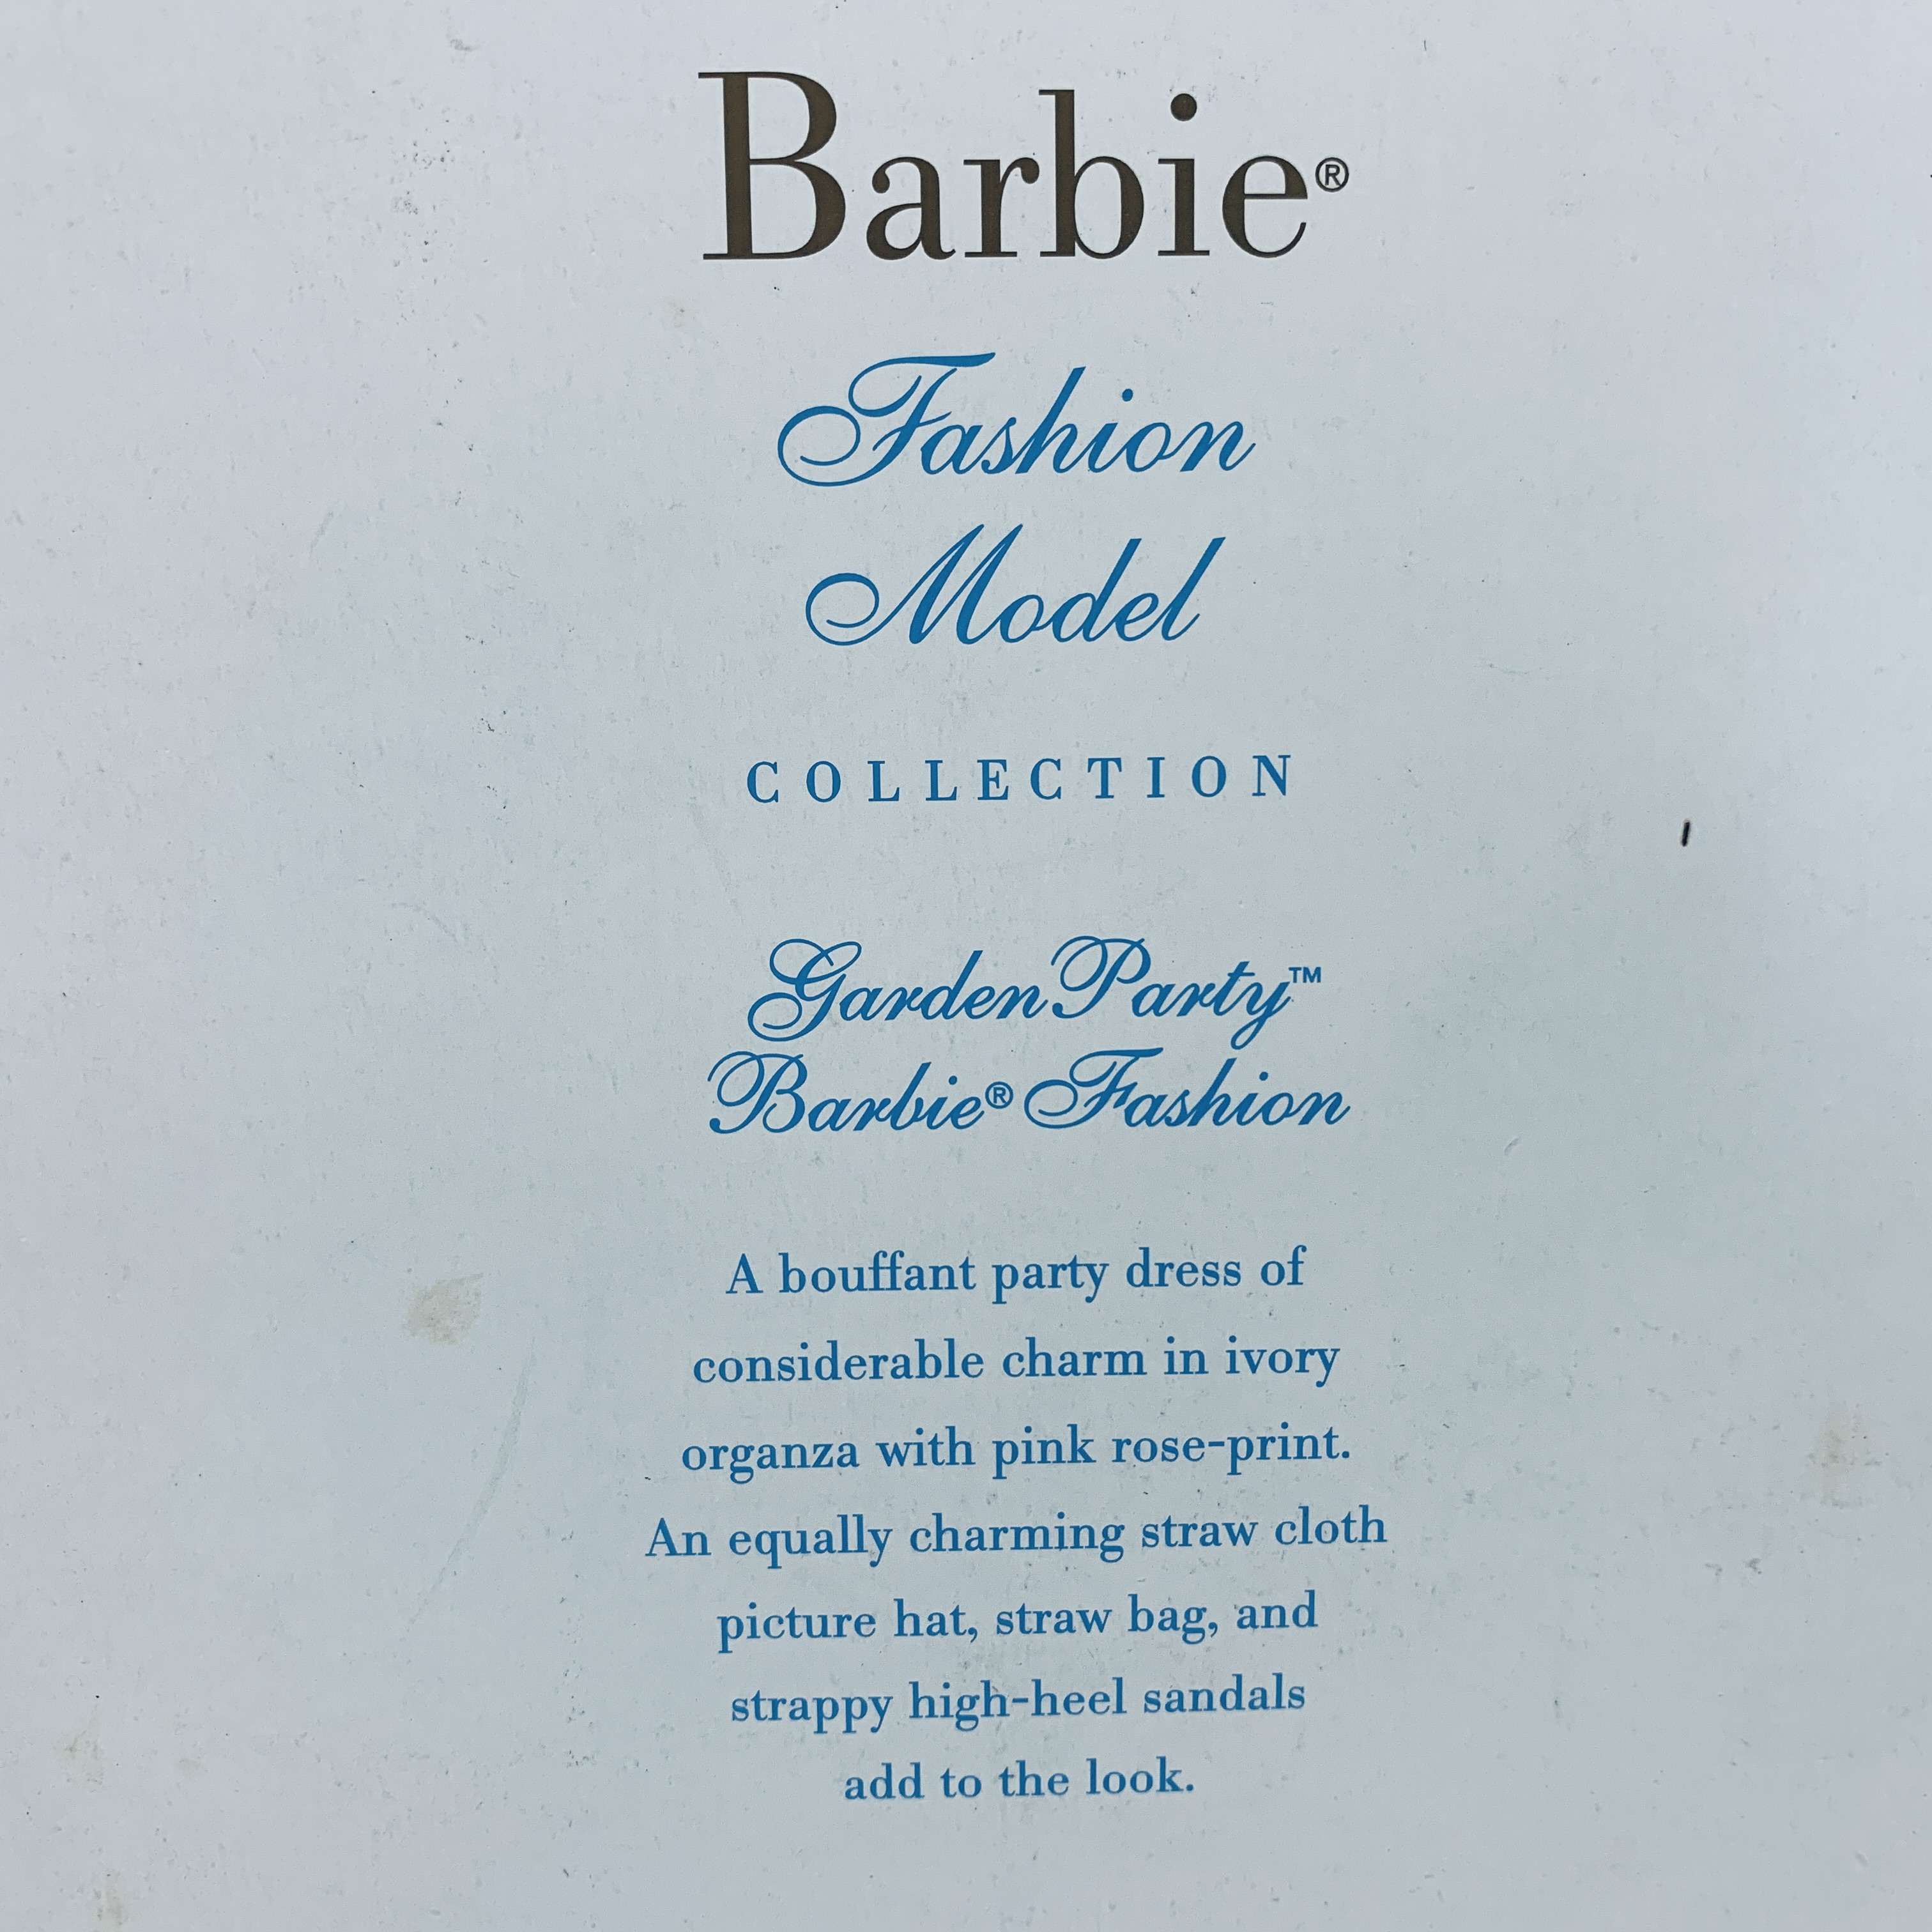 Barbie®
Fashion
Model
COLLECTION
Garden Party™
Barbie® Fashion
A bouffant party dress of
considerable charm in ivory
organza with pink rose-print.
An equally charming straw cloth
picture hat, straw bag, and
strappy high-heel sandals
add to the look.